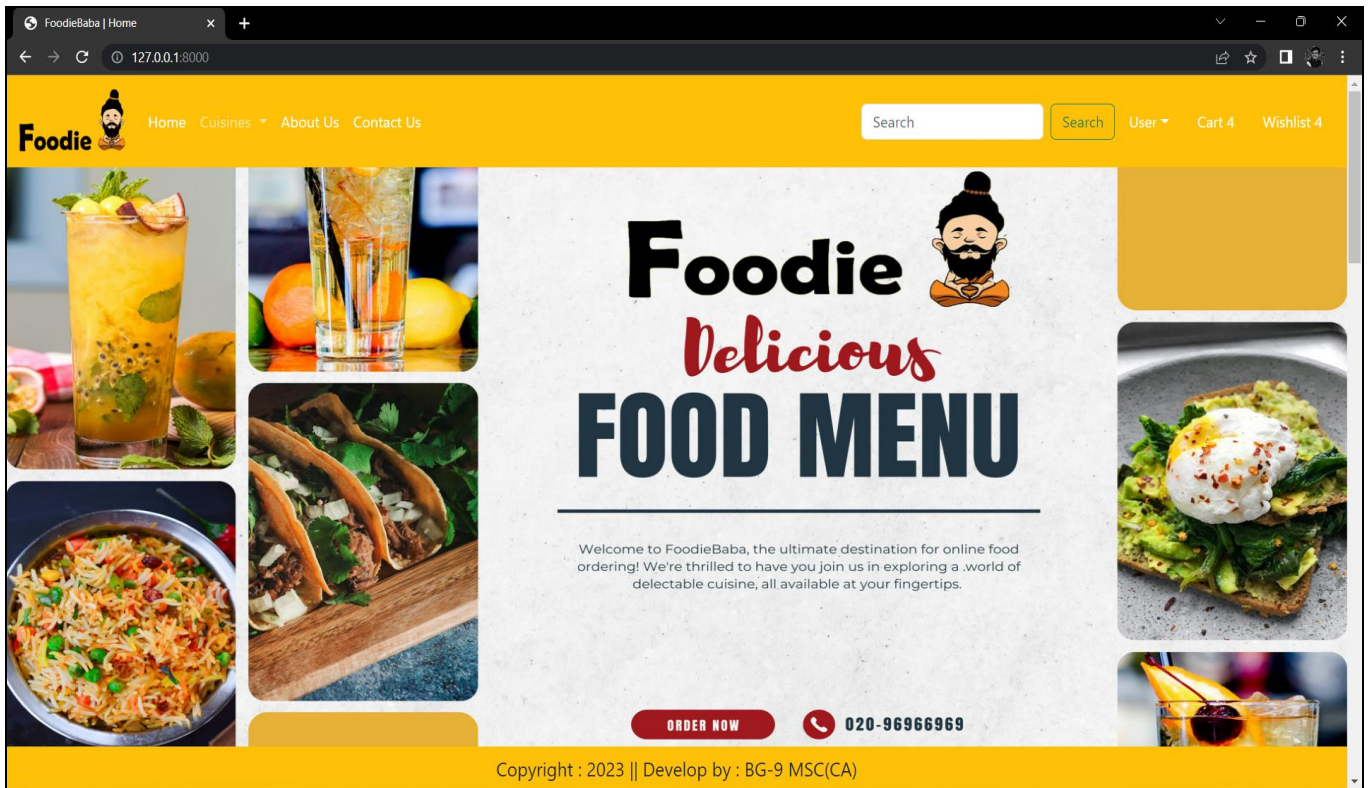 FoodieBaba | Home
127.0.0.1:8000
Foodie Home Cuisines About Us Contact Us Search Search User Cart 4 Wishlist 4
Foodie
Delicious
FOOD MENU
Welcome to FoodieBaba, the ultimate destination for online food
ordering! We're thrilled to have you join us in exploring a .world of
delectable cuisine, all available at your fingertips.
ORDER NOW 020-96966969
Copyright : 2023 || Develop by : BG-9 MSC(CA)